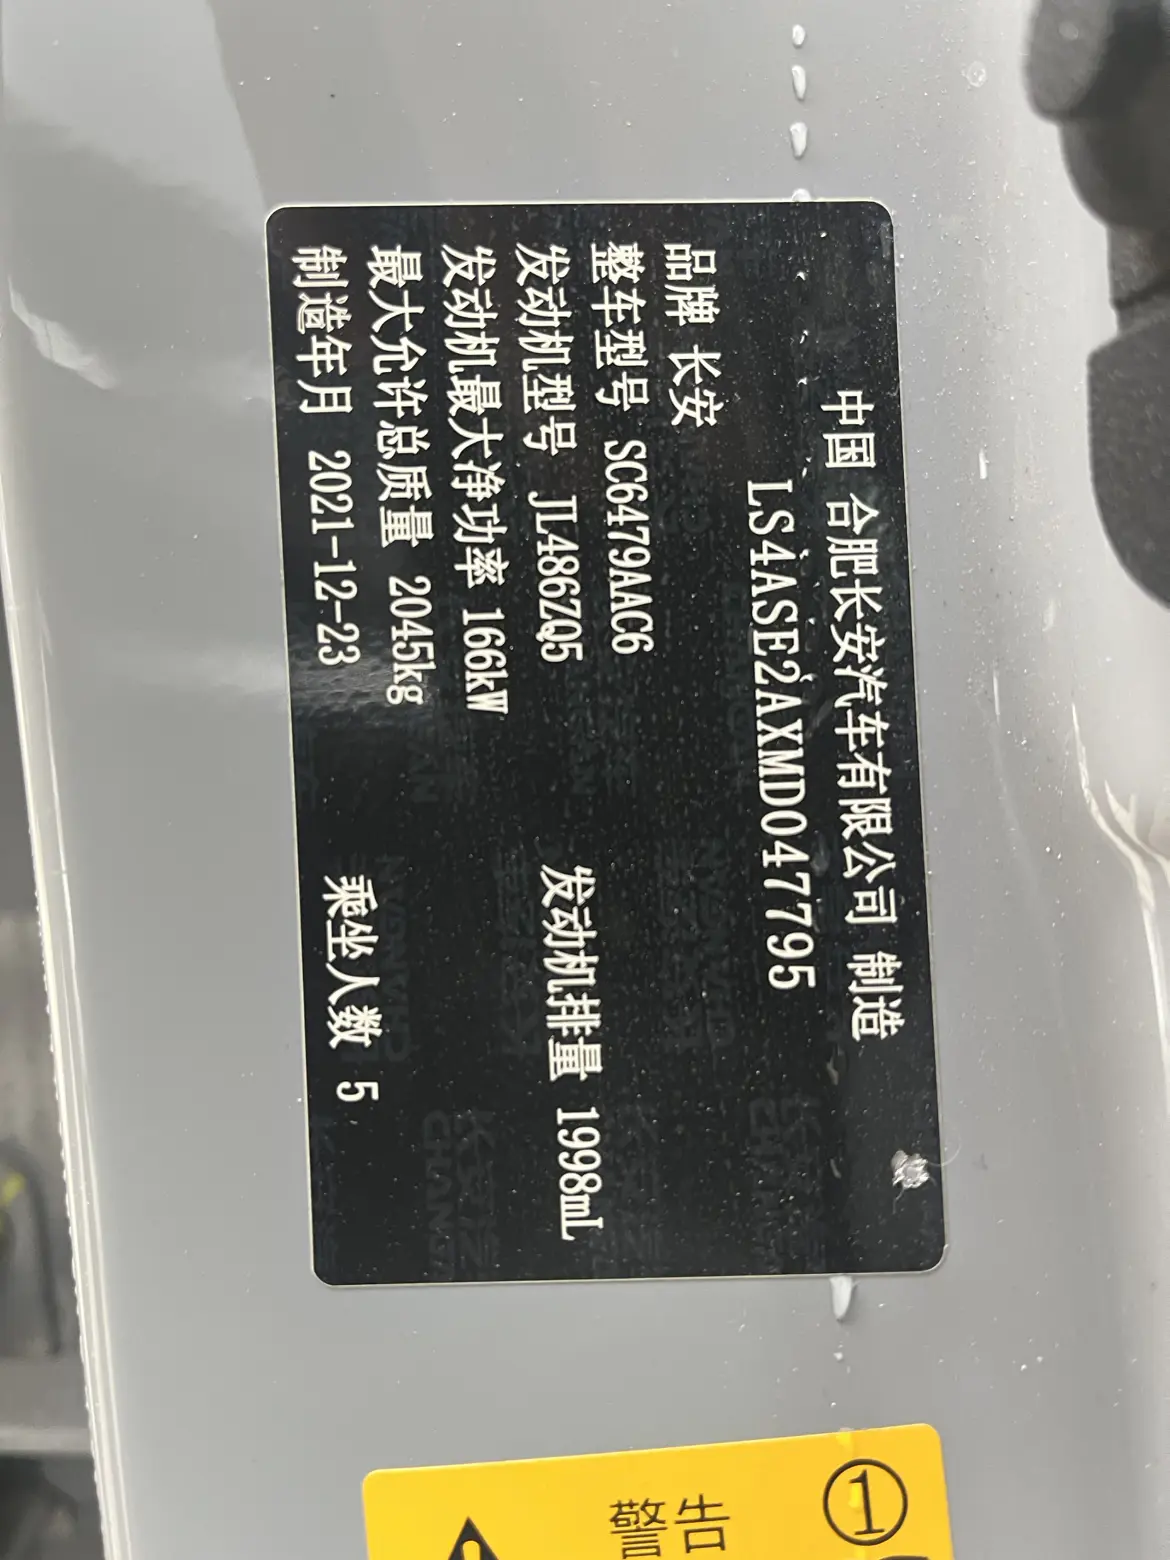 中国 合肥长安汽车有限公司 制造
LS4ASE2AXMD047795
品牌 长安
整车型号 SC6479AAC6
发动机型号 JL486ZQ5 发动机排量 1998mL
发动机最大净功率 166kW
最大允许总质量 2045kg
制造年月 2021-12-23 乘坐人数 5
①
警告